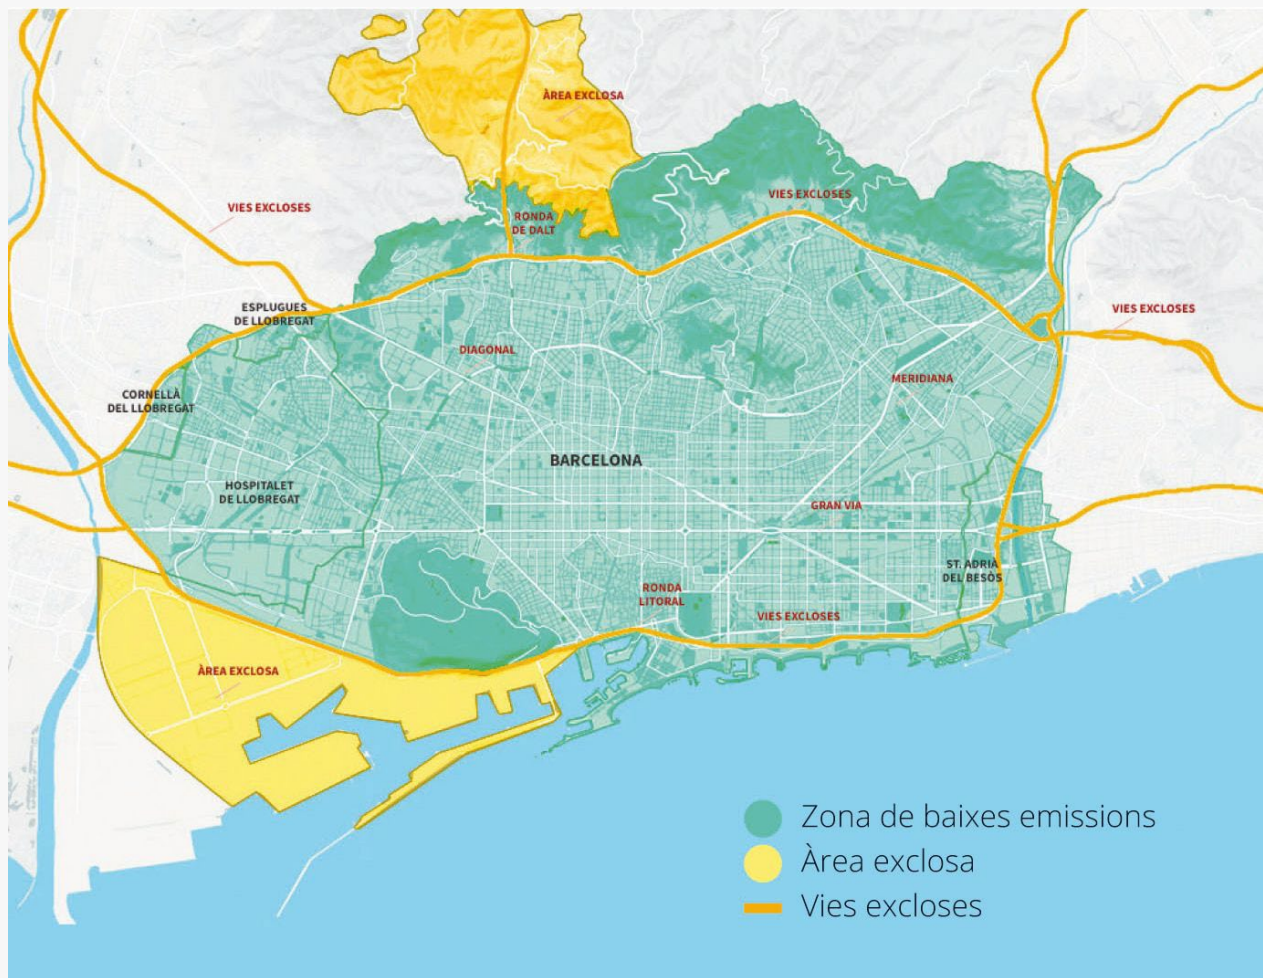 ÀREA EXCLOSA
VIES EXCLOSES
VIES EXCLOSES
RONDA
DE DALT
ESPLUGUES
DE LLOBREGAT
VIES EXCLOSES
DIAGONAL
MERIDIANA
CORNELLÀ
DEL LLOBREGAT
BARCELONA
HOSPITALET
DE LLOBREGAT
GRAN VIA
ST. ADRIÀ
DEL BESÒS
RONDA
LITORAL
VIES EXCLOSES
ÀREA EXCLOSA
Zona de baixes emissions
Àrea exclosa
Vies excloses